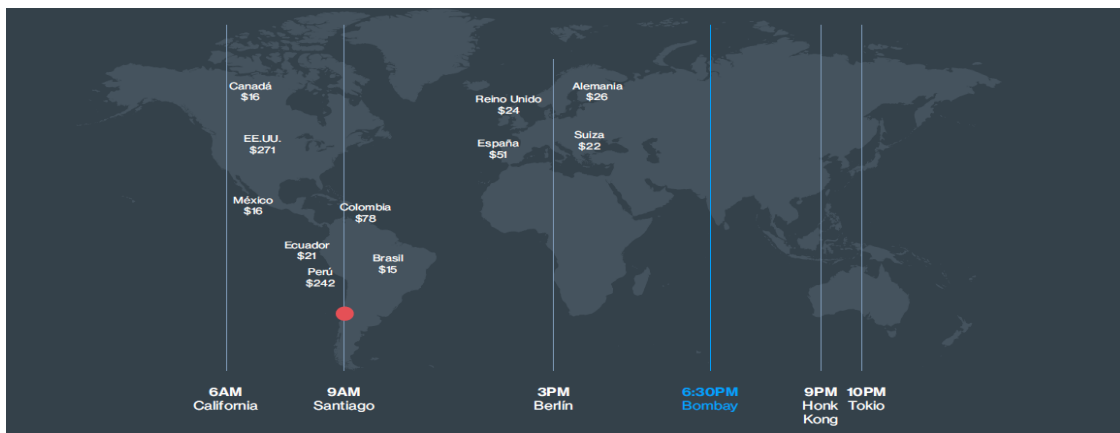 Canadá
$16
EE.UU.
$271
México
$16
Colombia
$78
Ecuador
$21
Perú
$242
Brasil
$15
Reino Unido
$24
Alemania
$26
España
$51
Suiza
$22
6AM
California
9AM
Santiago
3PM
Berlín
6:30PM
Bombay
9PM
Honk
Kong
10PM
Tokio